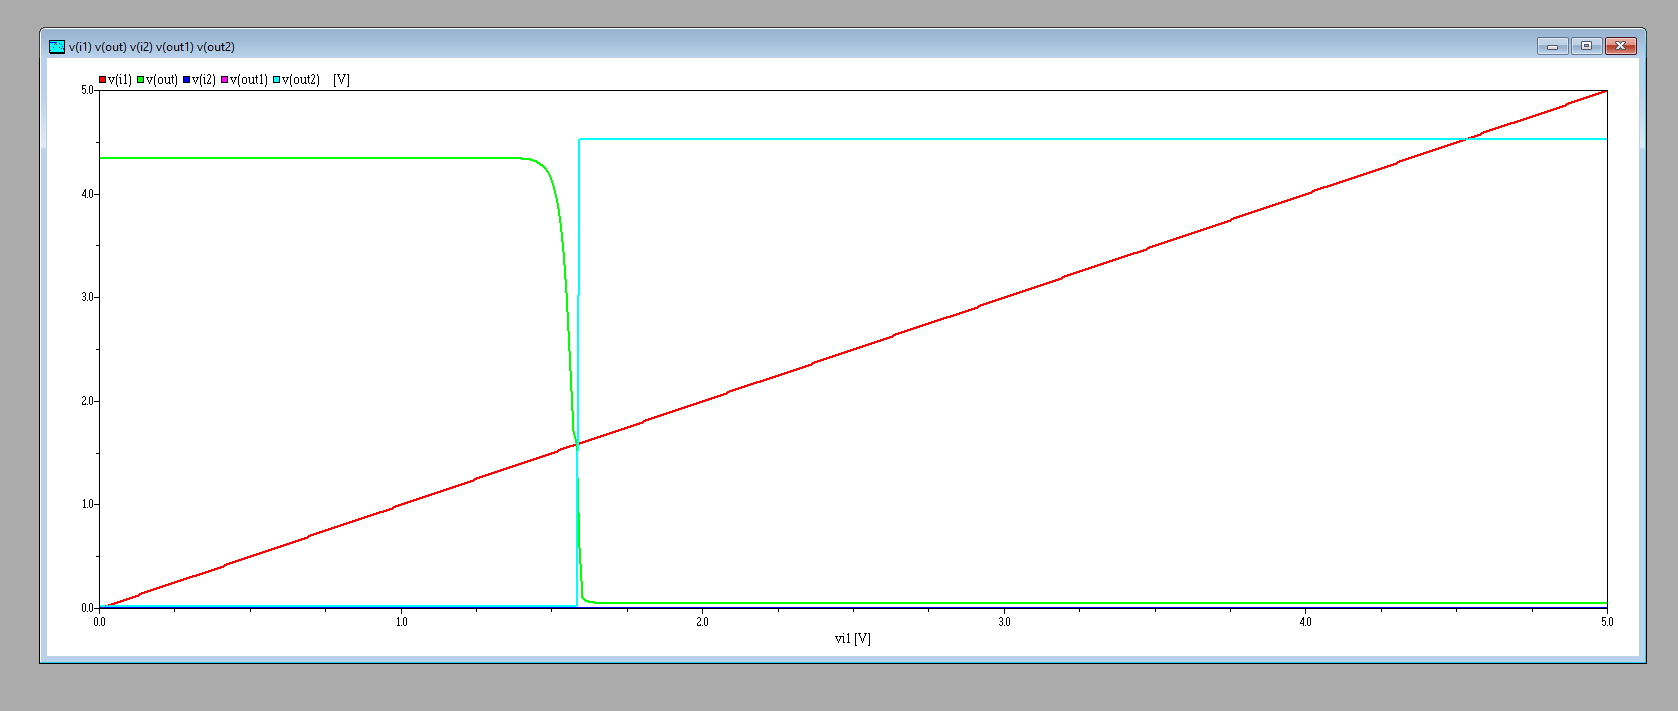 v(i1) v(out) v(i2) v(out1) v(out2)
v(i1) v(out) v(i2) v(out1) v(out2) [V]
5.0
4.0
3.0
2.0
1.0
0.0
0.0 1.0 2.0 3.0 4.0 5.0
vi1 [V]